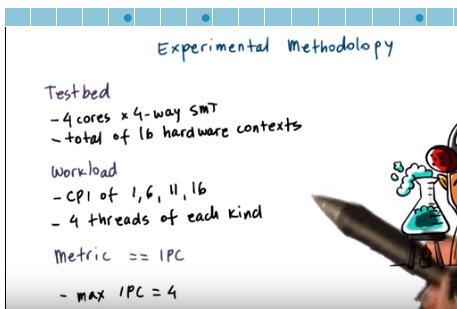 Experimental Methodology
Testbed
- 4 cores x 4-way SMT
- total of 16 hardware contexts
Workload
- CPI of 1, 6, 11, 16
- 4 threads of each kind
Metric == IPC
- max IPC = 4